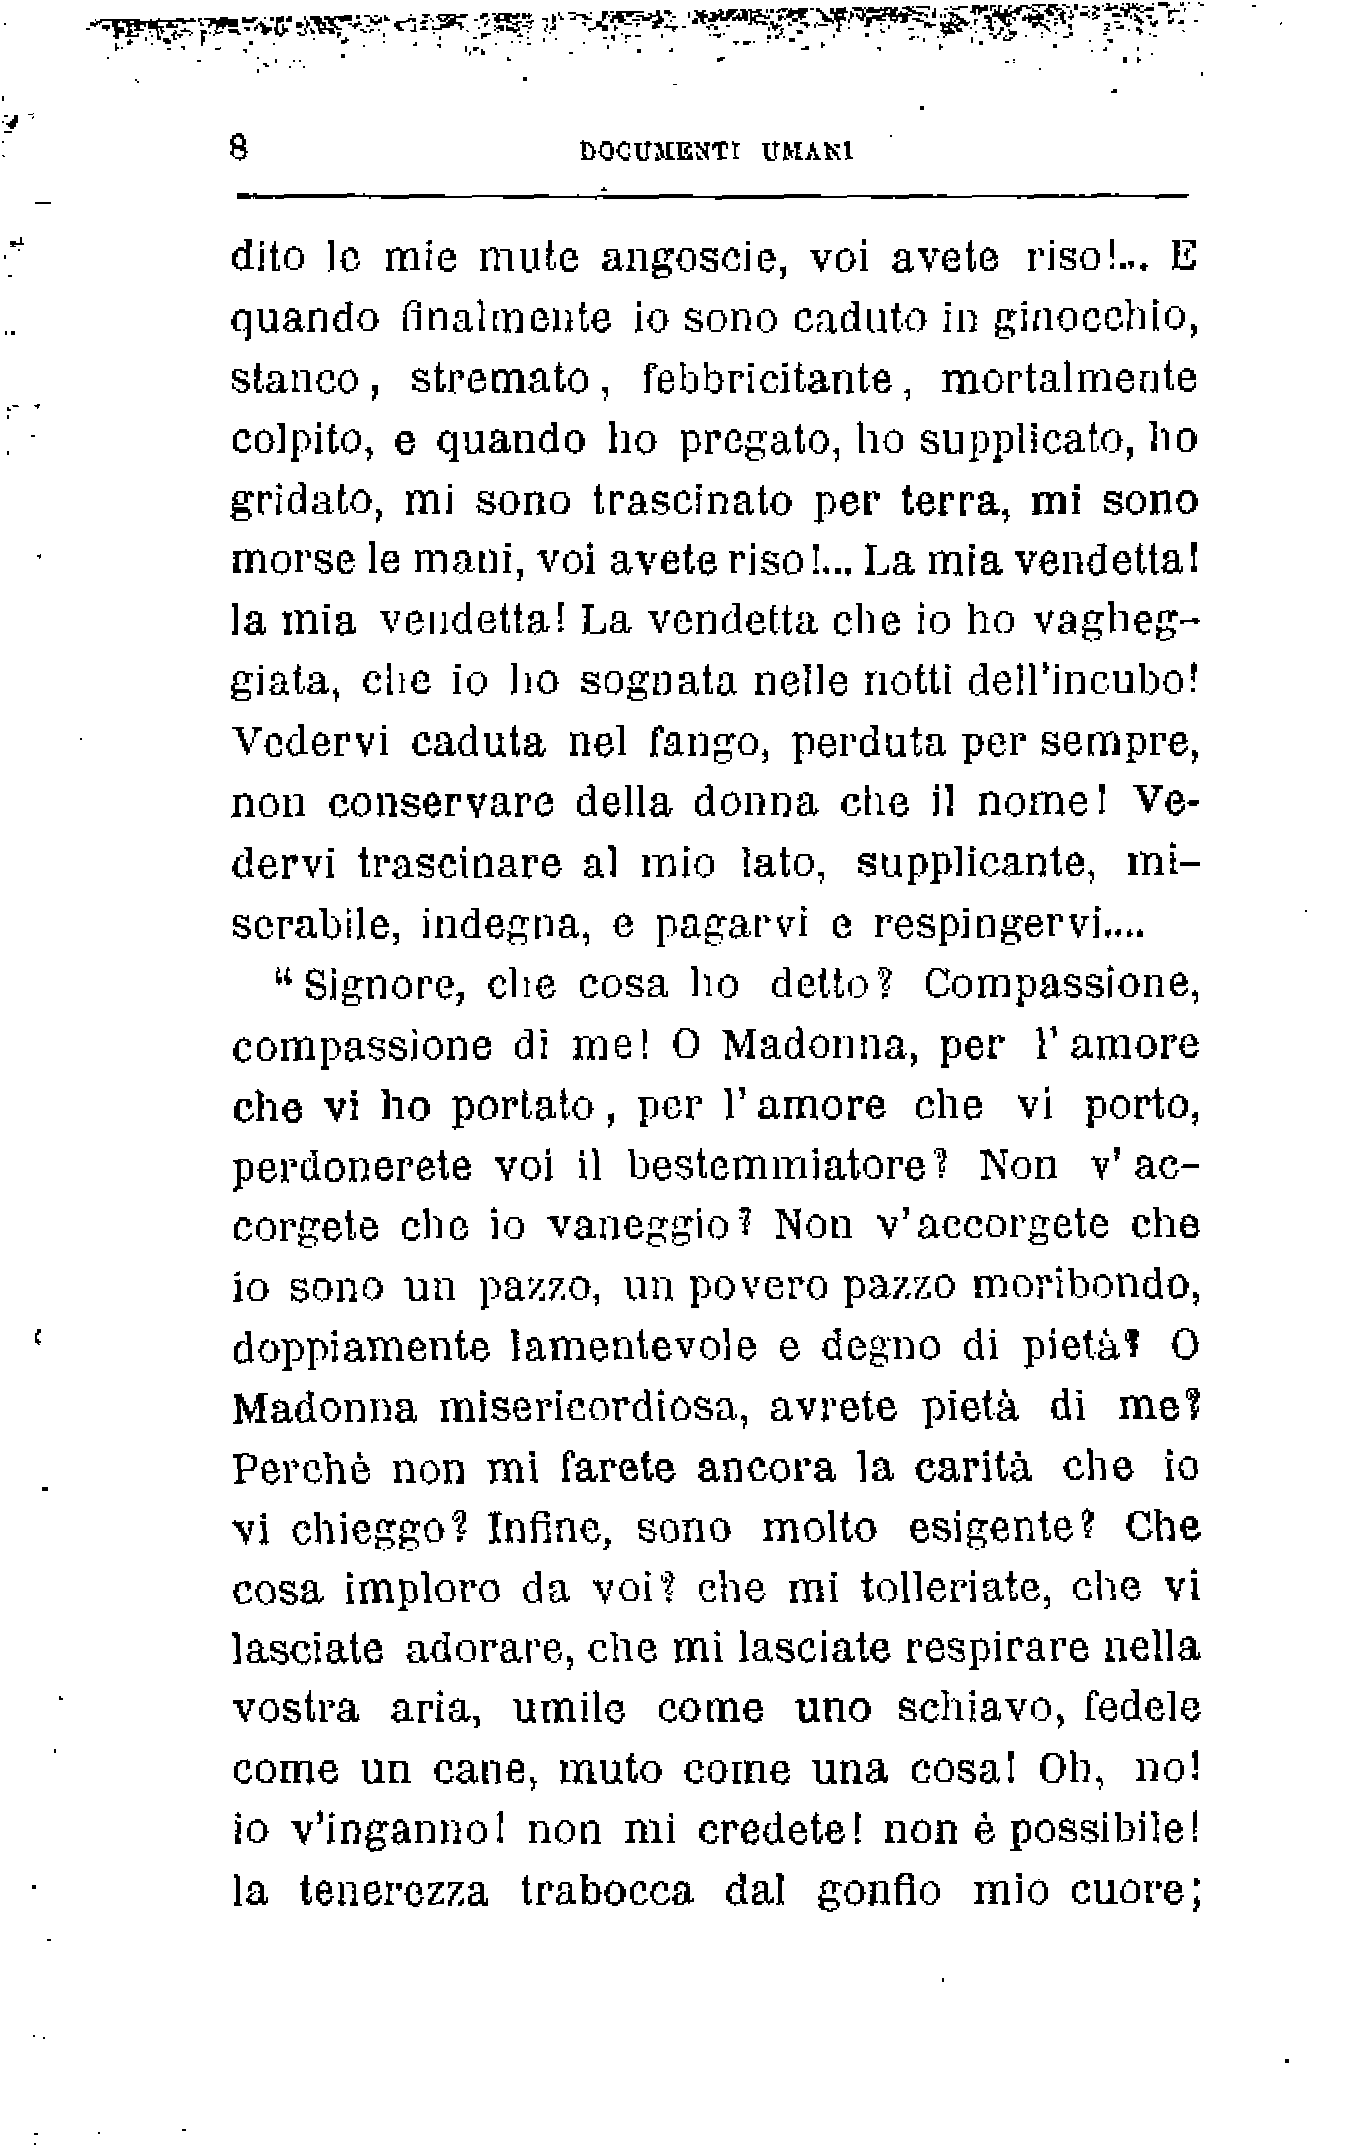 8 DOCUMENTI UMANI
dito le mie mute angoscie, voi avete riso!... E
quando finalmente io sono caduto in ginocchio,
stanco, stremato, febbricitante, mortalmente
colpito, e quando ho pregato, ho supplicato, ho
gridato, mi sono trascinato per terra, mi sono
morse le mani, voi avete riso!... La mia vendetta!
la mia vendetta! La vendetta che io ho vagheg-
giata, che io ho sognata nelle notti dell'incubo!
Vedervi caduta nel fango, perduta per sempre,
non conservare della donna che il nome! Ve-
dervi trascinare al mio lato, supplicante, mi-
serabile, indegna, e pagarvi e respingervi....
“ Signore, che cosa ho detto? Compassione,
compassione di me! O Madonna, per l' amore
che vi ho portato, per l' amore che vi porto,
perdonerete voi il bestemmiatore? Non v' ac-
corgete che io vaneggio? Non v'accorgete che
io sono un pazzo, un povero pazzo moribondo,
doppiamente lamentevole e degno di pietà? O
Madonna misericordiosa, avrete pietà di me?
Perchè non mi farete ancora la carità che io
vi chieggo? Infine, sono molto esigente? Che
cosa imploro da voi? che mi tolleriate, che vi
lasciate adorare, che mi lasciate respirare nella
vostra aria, umile come uno schiavo, fedele
come un cane, muto come una cosa! Oh, no!
io v'inganno! non mi credete! non è possibile!
la tenerezza trabocca dal gonfio mio cuore;